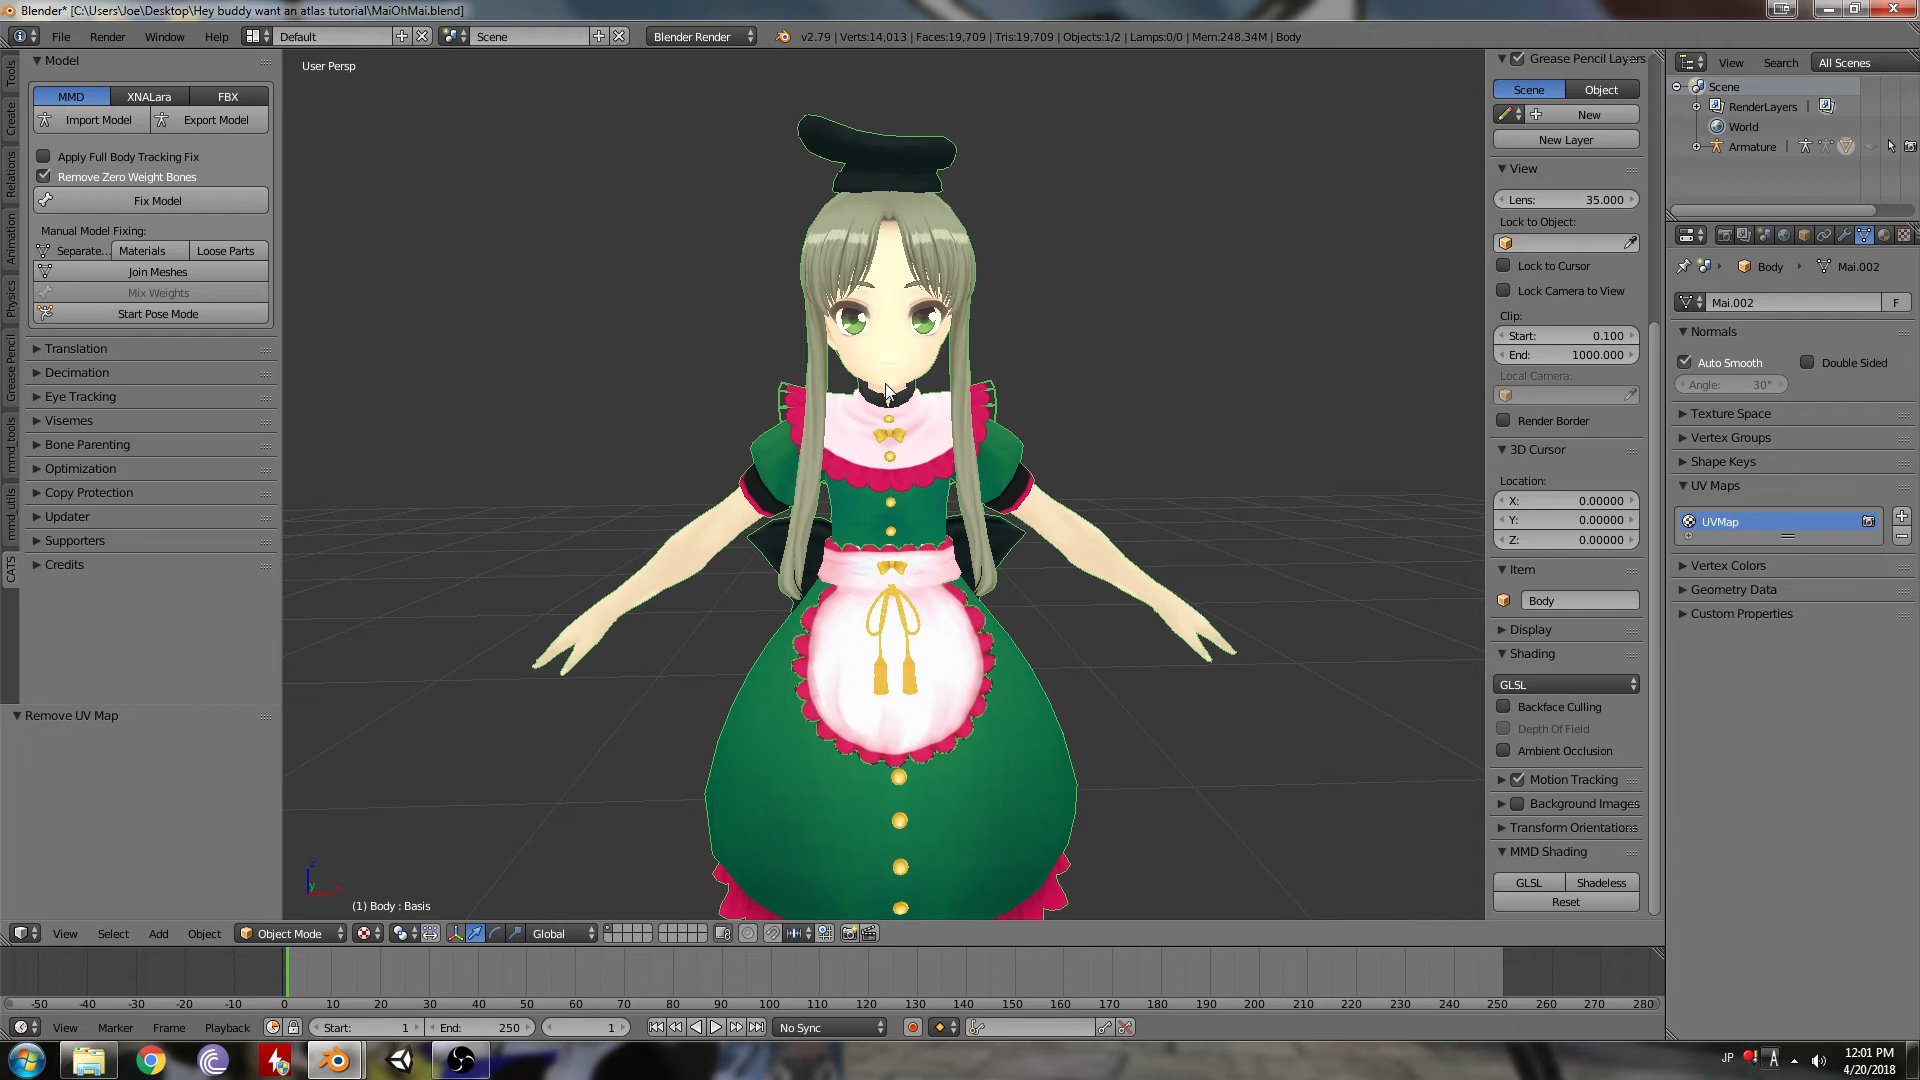 Blender* [C:\Users\Joe\Desktop\Hey buddy want an atlas tutorial\MaiOhMai.blend]
File Render Window Help Default Scene Blender Render v2.79 | Verts:14,013 | Faces:19,709 | Tris:19,709 | Objects:1/2 | Lamps:0/0 | Mem:248.34M | Body
Tools
Create
Relations
Animation
Physics
Grease Pencil
mmd_tools
mmd_utils
CATS
Model
MMD XNALara FBX
Import Model Export Model
Apply Full Body Tracking Fix
Remove Zero Weight Bones
Fix Model
Manual Model Fixing:
Separate... Materials Loose Parts
Join Meshes
Mix Weights
Start Pose Mode
Translation
Decimation
Eye Tracking
Visemes
Bone Parenting
Optimization
Copy Protection
Updater
Supporters
Credits
Remove UV Map
User Persp
(1) Body : Basis
Grease Pencil Layers
Scene Object
New
New Layer
View
Lens: 35.000
Lock to Object:
Lock to Cursor
Lock Camera to View
Clip:
Start: 0.100
End: 1000.000
Local Camera:
Render Border
3D Cursor
Location:
X: 0.00000
Y: 0.00000
Z: 0.00000
Item
Body
Display
Shading
GLSL
Backface Culling
Depth Of Field
Ambient Occlusion
Motion Tracking
Background Images
Transform Orientations
MMD Shading
GLSL Shadeless
Reset
View Search All Scenes
Scene
RenderLayers
World
Armature
Body Mai.002
Mai.002 F
Normals
Auto Smooth Double Sided
Angle: 30°
Texture Space
Vertex Groups
Shape Keys
UV Maps
UVMap
Vertex Colors
Geometry Data
Custom Properties
View Select Add Object Object Mode Global
-50 -40 -30 -20 -10 0 10 20 30 40 50 60 70 80 90 100 110 120 130 140 150 160 170 180 190 200 210 220 230 240 250 260 270 280
View Marker Frame Playback Start: 1 End: 250 1 No Sync
JP A 12:01 PM
4/20/2018